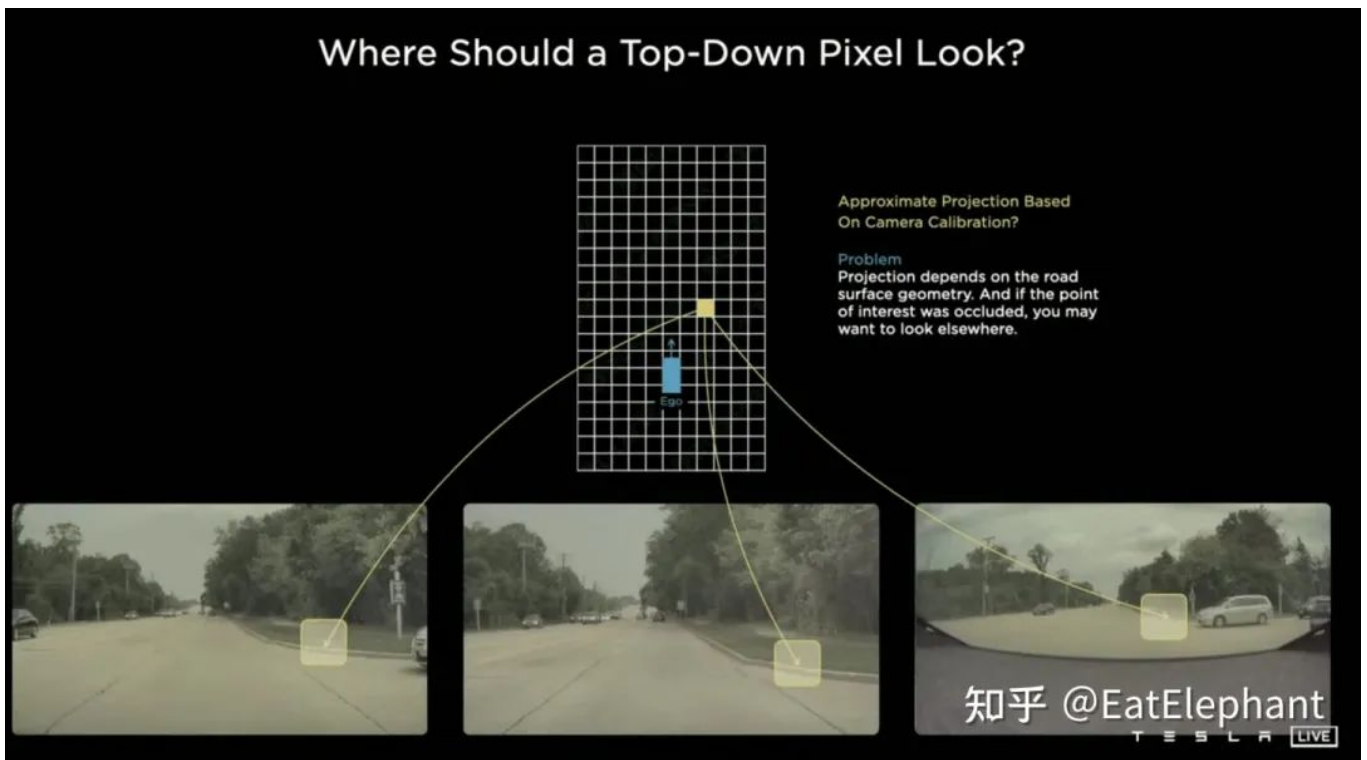 Where Should a Top-Down Pixel Look?
Approximate Projection Based
On Camera Calibration?
Problem
Projection depends on the road
surface geometry. And if the point
of interest was occluded, you may
want to look elsewhere.
Ego
知乎 @EatElephant
TESLA LIVE